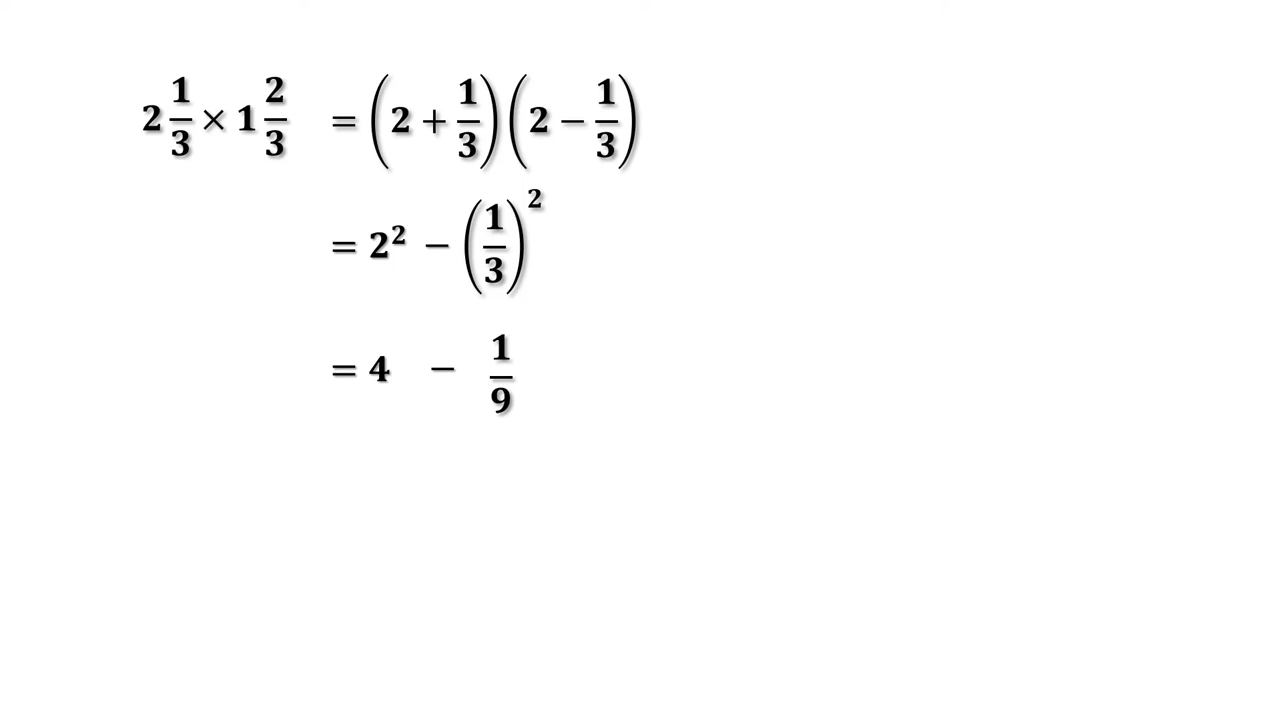 2 1/3 × 1 2/3 = (2 + 1/3)(2 − 1/3)
= 2² − (1/3)²
= 4 − 1/9